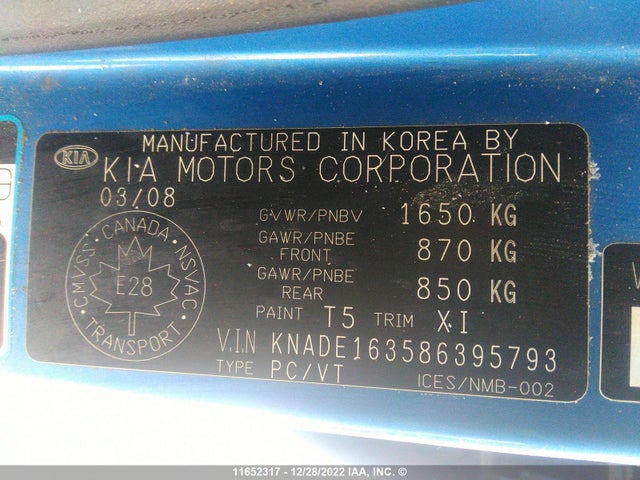 MANUFACTURED IN KOREA BY
KIA KIA MOTORS CORPORATION
03/08
GVWR/PNBV 1650 KG
GAWR/PNBE FRONT 870 KG
GAWR/PNBE REAR 850 KG
PAINT T5 TRIM XI
CANADA
CMVSS NSVAC
E28
TRANSPORT
V.I.N KNADE163586395793
TYPE PC/VT ICES/NMB-002
11652317 - 12/28/2022 IAA, Inc. ©